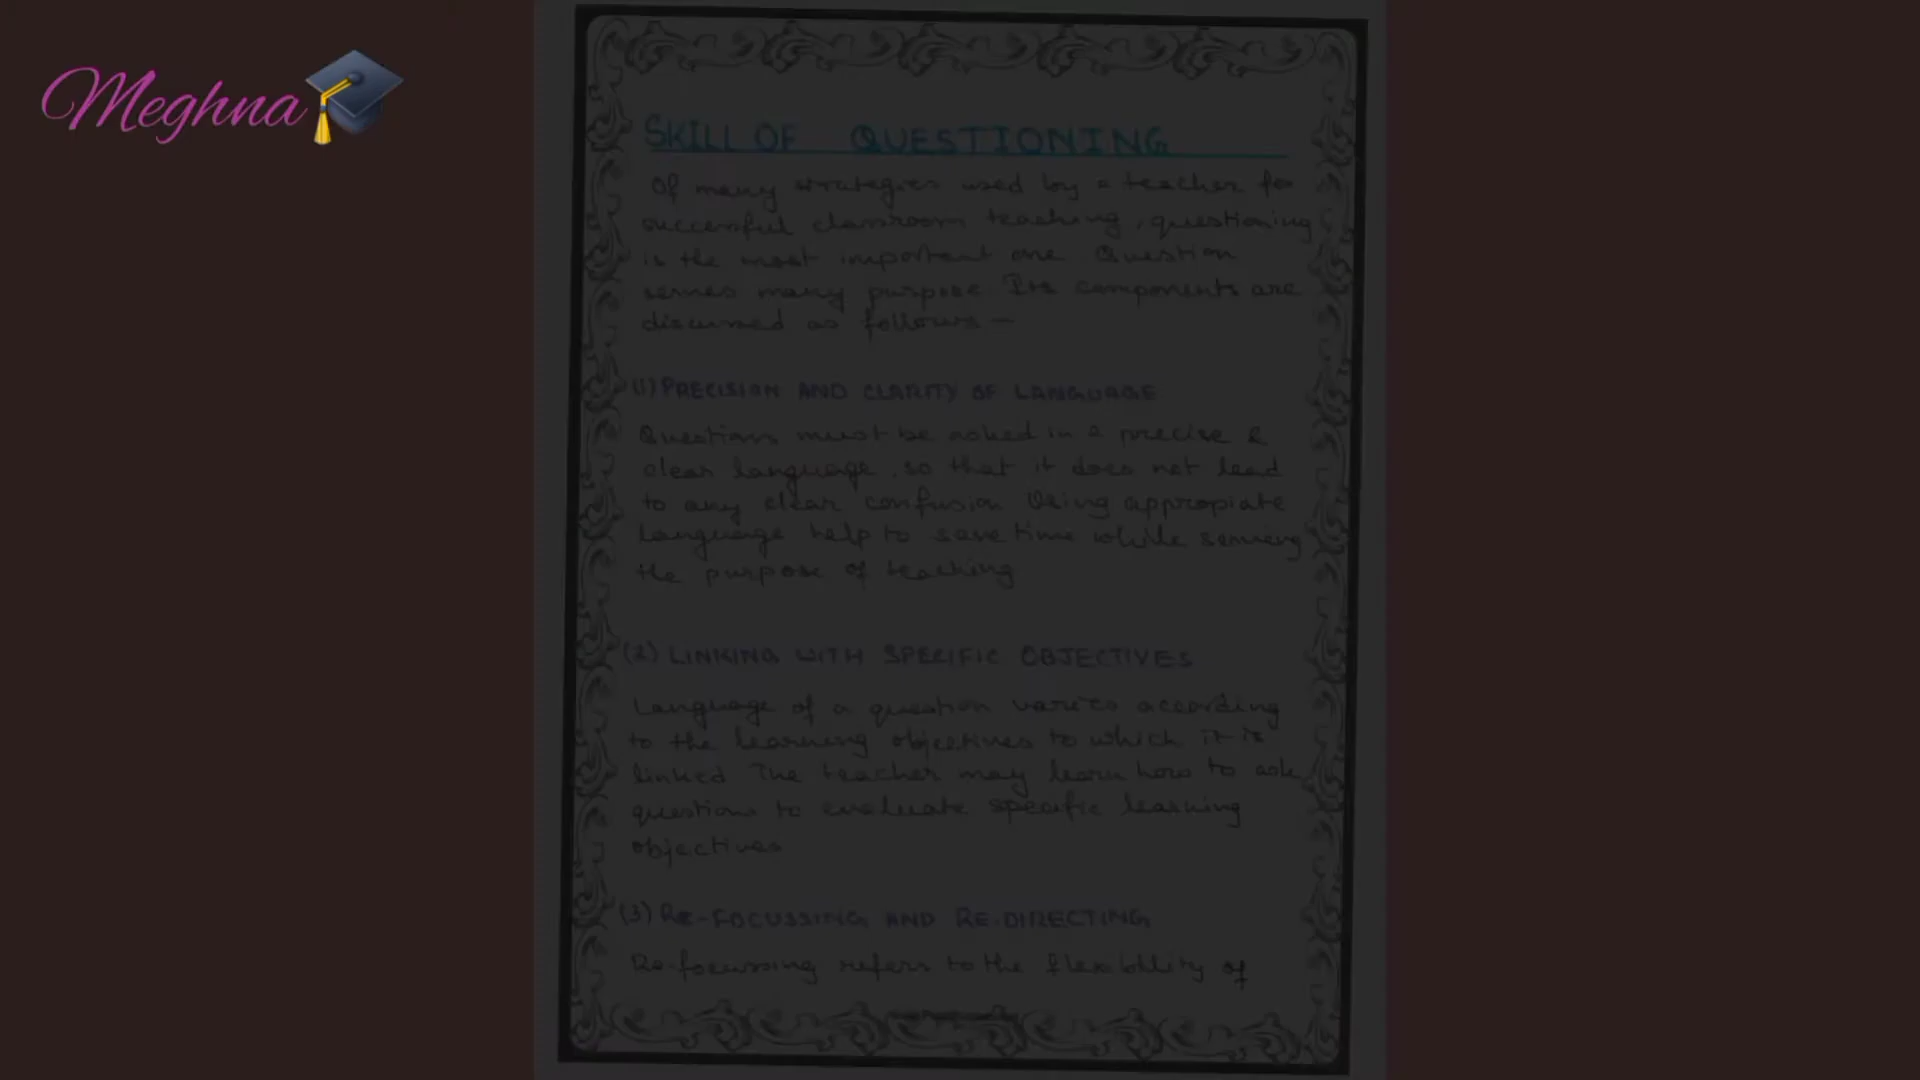 Meghna
SKILL OF QUESTIONING
Of many strategies used by a teacher for
successful classroom teaching, questioning
is the most important one Question
serves many purpose Its components are
discussed as follows —
(1) PRECISION AND CLARITY OF LANGUAGE
Questions must be asked in a precise &
clear language, so that it does not lead
to any clear confusion Using appropiate
language help to save time while serving
the purpose of teaching
(2) LINKING WITH SPECIFIC OBJECTIVES
Language of a question varies according
to the learning objectives to which it is
linked The teacher may learn how to ask
questions to evaluate specific learning
objectives
(3) RE-FOCUSSING AND RE-DIRECTING
Re-focussing refers to the flexibility of